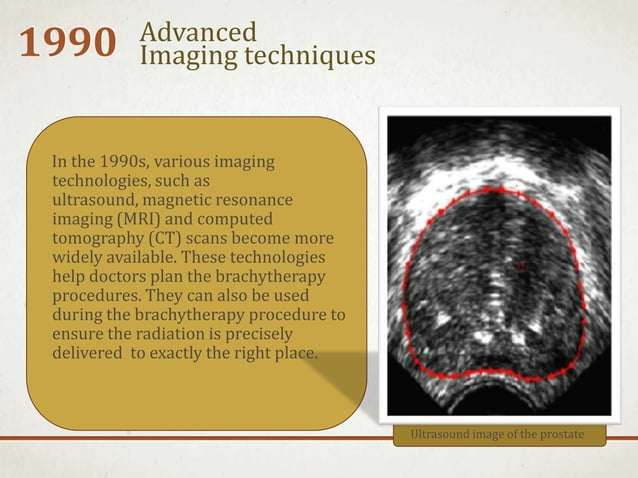 1990
Advanced
Imaging techniques
In the 1990s, various imaging
technologies, such as
ultrasound, magnetic resonance
imaging (MRI) and computed
tomography (CT) scans become more
widely available. These technologies
help doctors plan the brachytherapy
procedures. They can also be used
during the brachytherapy procedure to
ensure the radiation is precisely
delivered  to exactly the right place.
Ultrasound image of the prostate